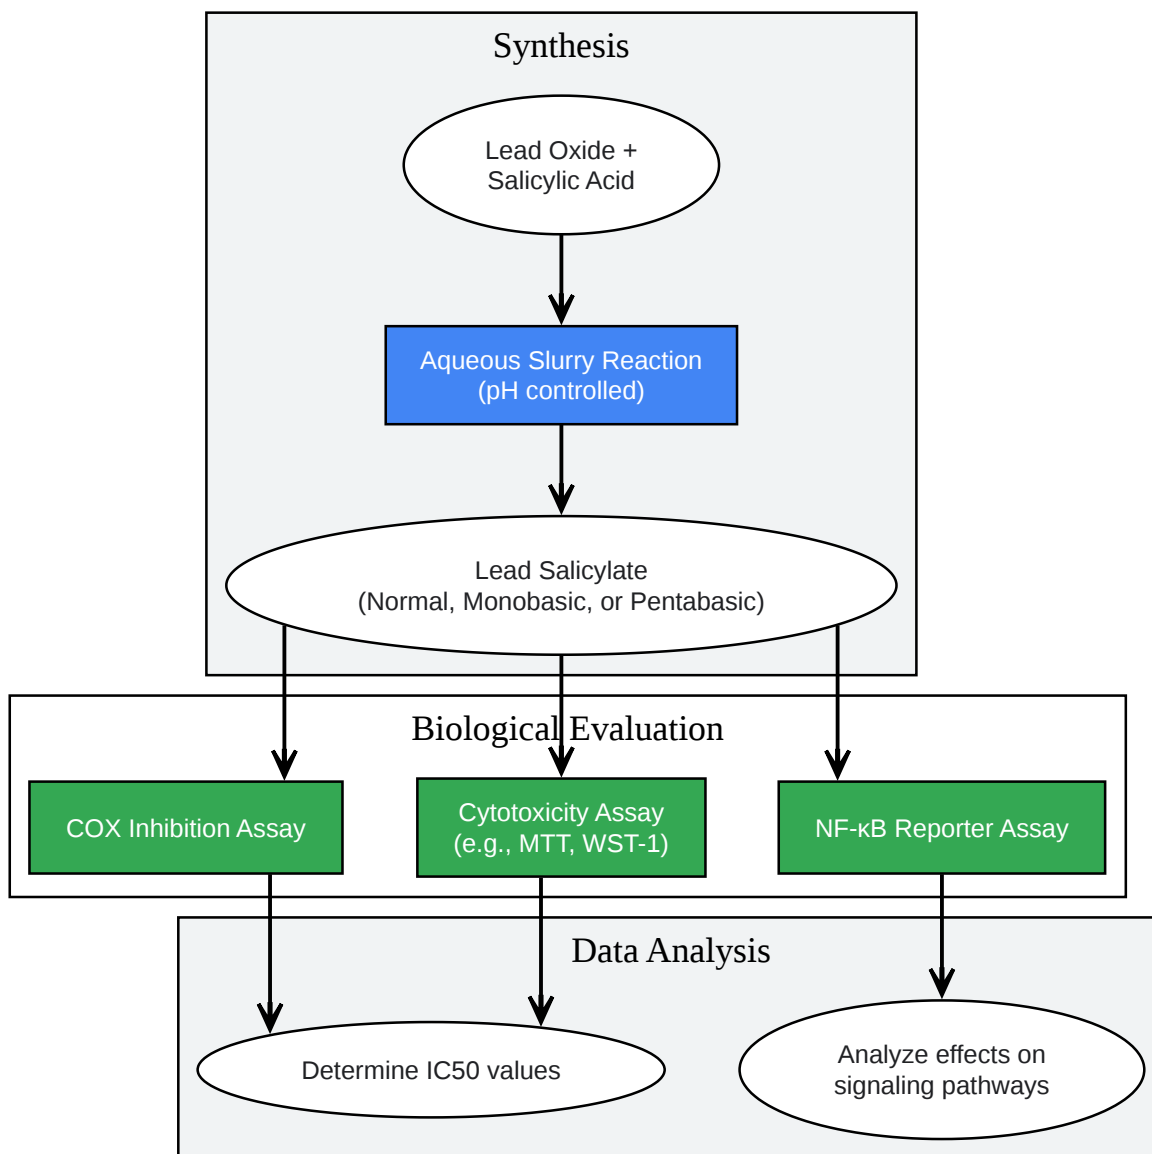 Synthesis
Lead Oxide +
Salicylic Acid
Aqueous Slurry Reaction
(pH controlled)
Lead Salicylate
(Normal, Monobasic, or Pentabasic)
Biological Evaluation
COX Inhibition Assay
Cytotoxicity Assay
(e.g., MTT, WST-1)
NF-κB Reporter Assay
Data Analysis
Determine IC50 values
Analyze effects on
signaling pathways